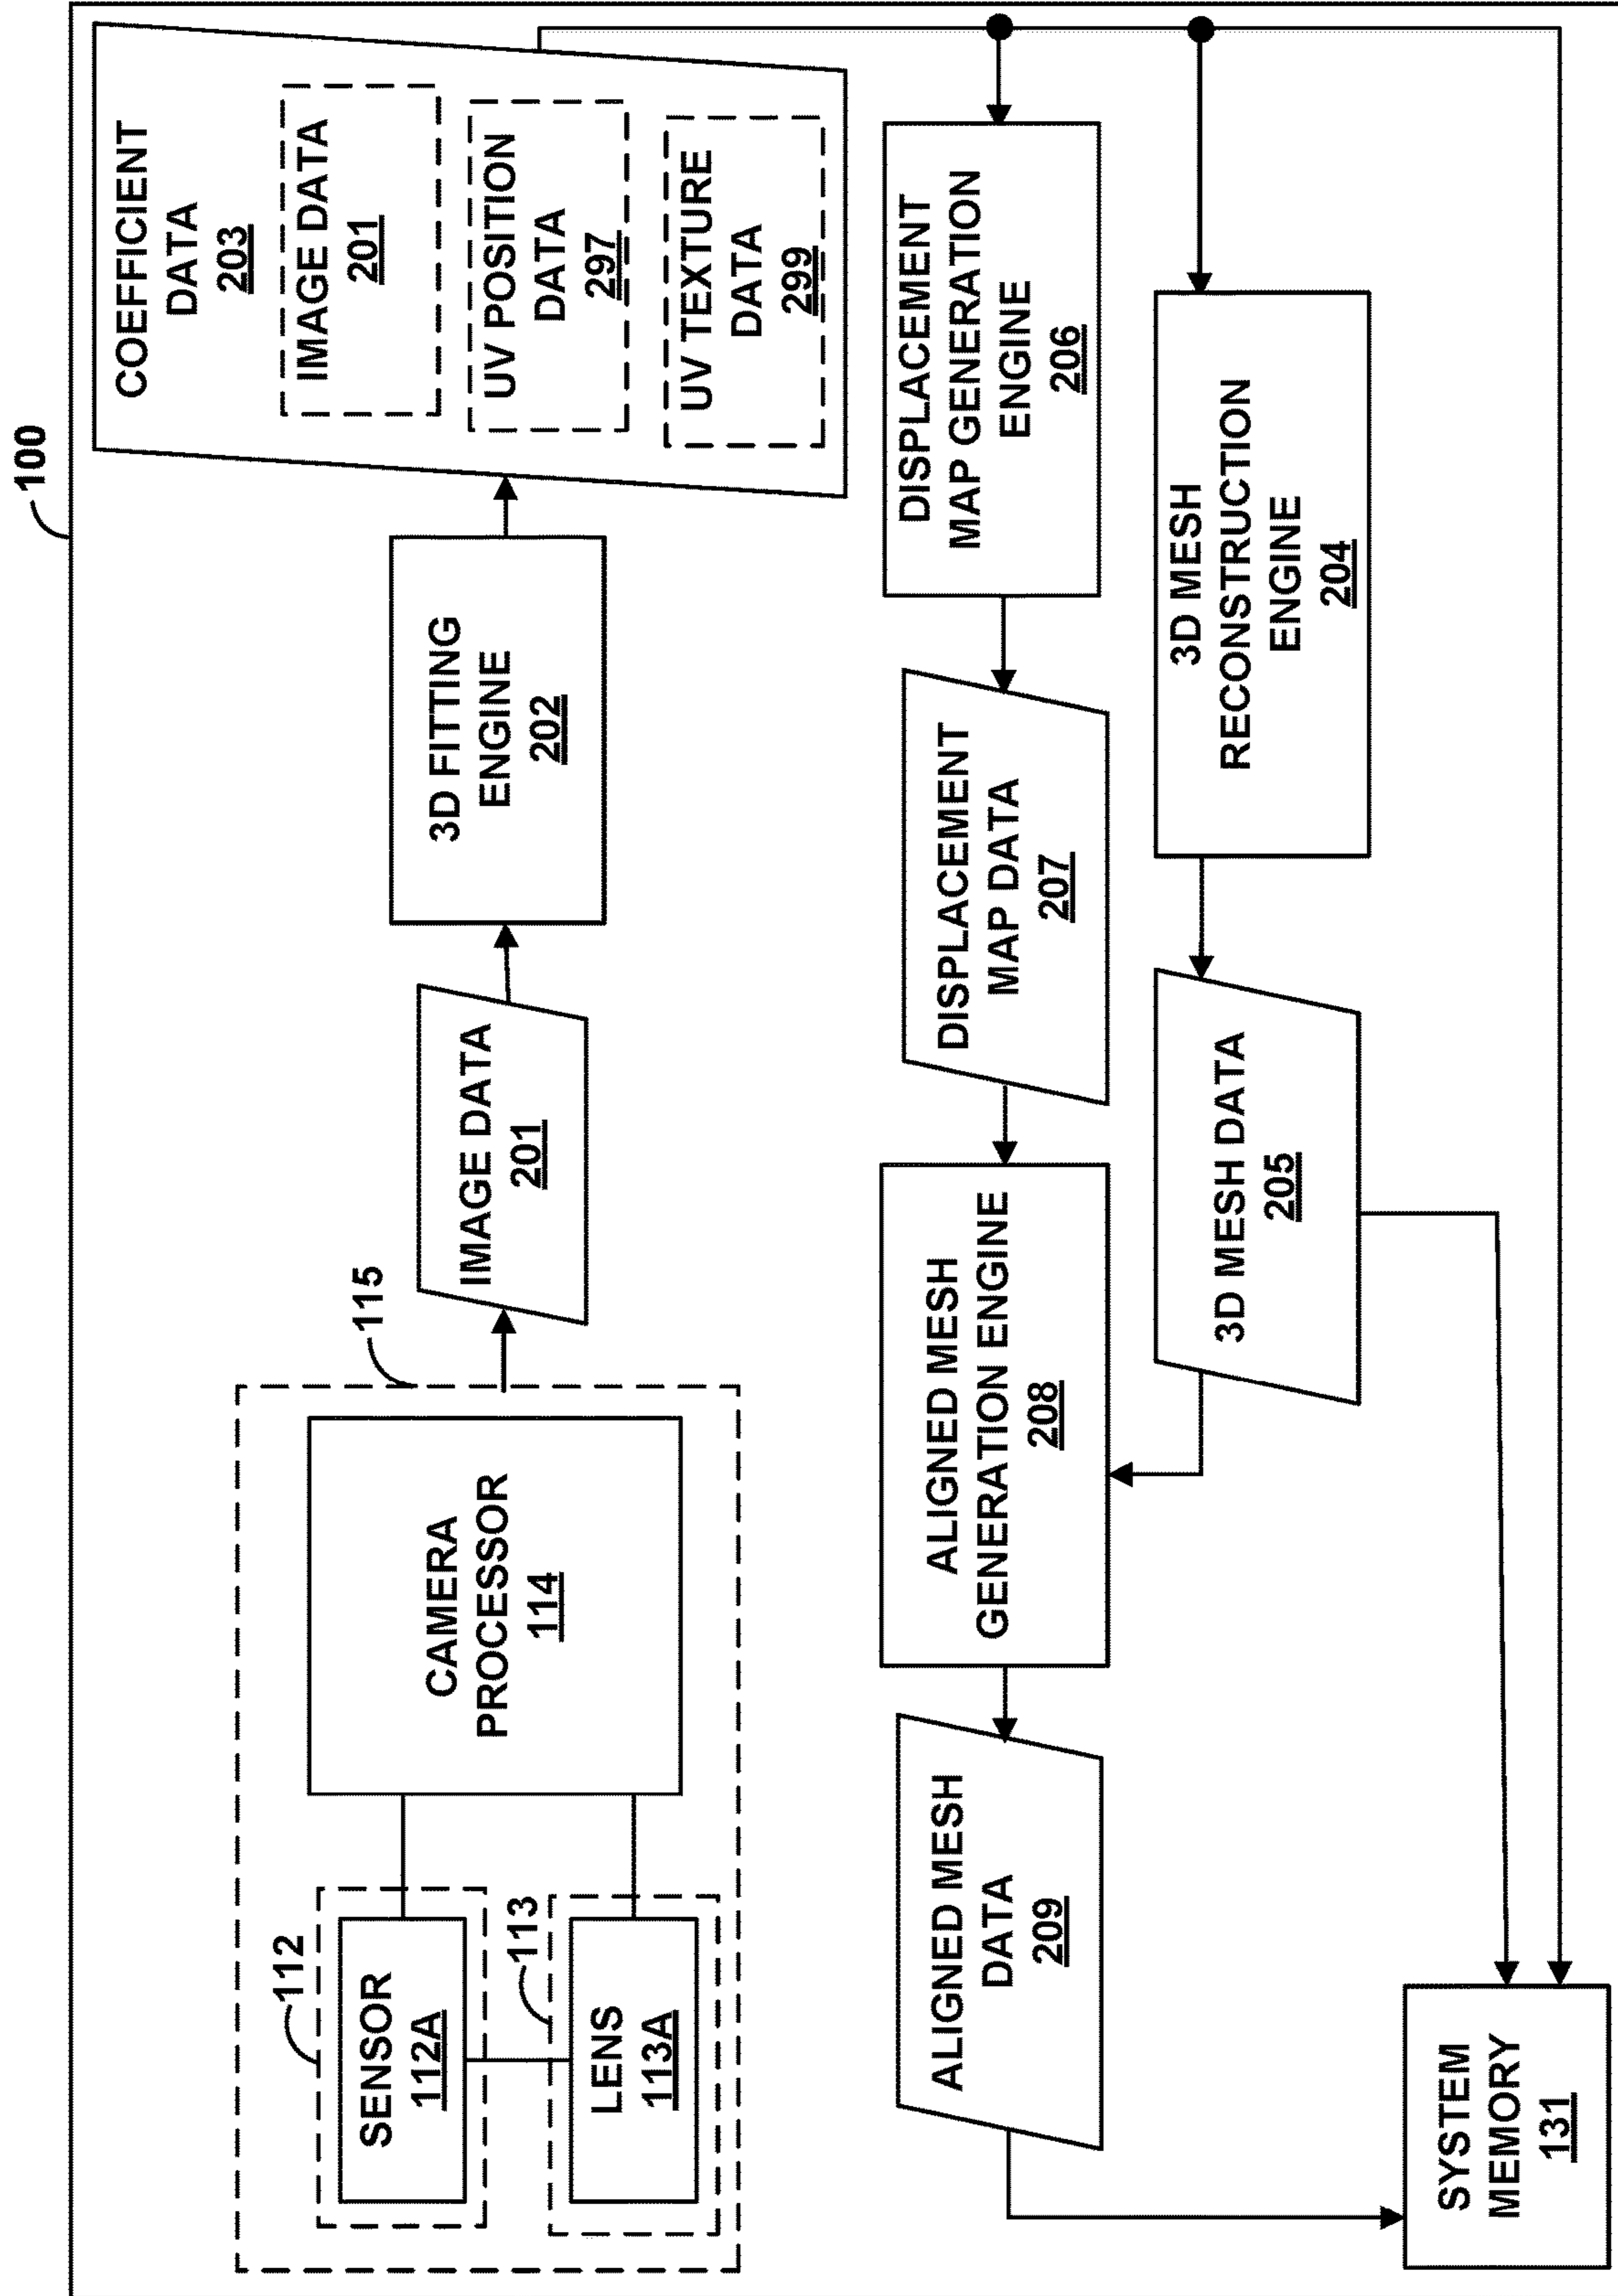 100
115
112
SENSOR
112A
113
LENS
113A
CAMERA
PROCESSOR
114
IMAGE DATA
201
3D FITTING
ENGINE
202
COEFFICIENT
DATA
203
IMAGE DATA
201
UV POSITION
DATA
297
UV TEXTURE
DATA
299
ALIGNED MESH
DATA
209
ALIGNED MESH
GENERATION ENGINE
208
DISPLACEMENT
MAP DATA
207
DISPLACEMENT
MAP GENERATION
ENGINE
206
3D MESH DATA
205
3D MESH
RECONSTRUCTION
ENGINE
204
SYSTEM
MEMORY
131